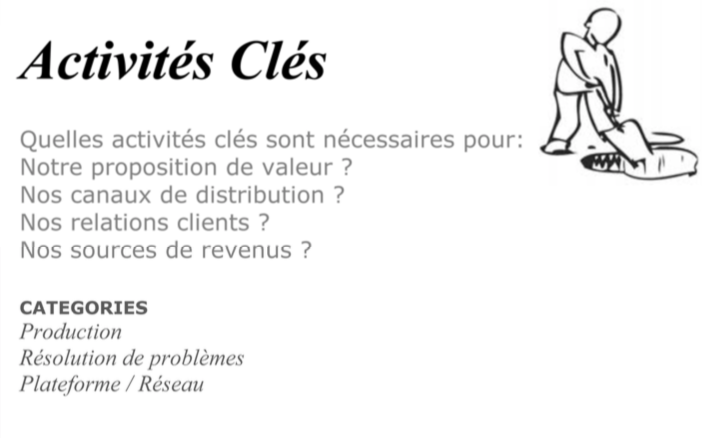 Activités Clés
Quelles activités clés sont nécessaires pour:
Notre proposition de valeur ?
Nos canaux de distribution ?
Nos relations clients ?
Nos sources de revenus ?
CATEGORIES
Production
Résolution de problèmes
Plateforme / Réseau